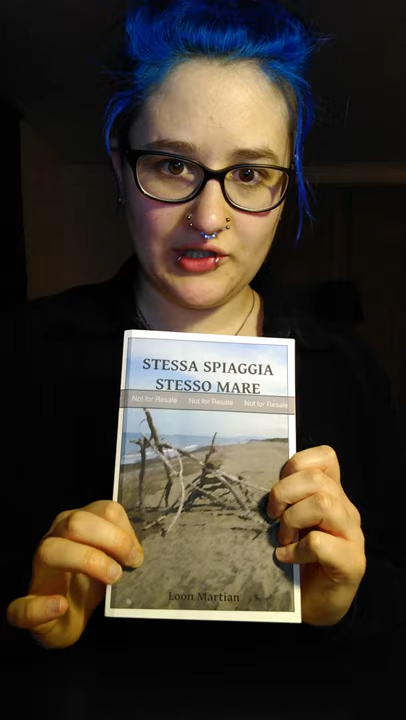 STESSA SPIAGGIA
STESSO MARE
Not for Resale Not for Resale Not for Resale
Loon Martian